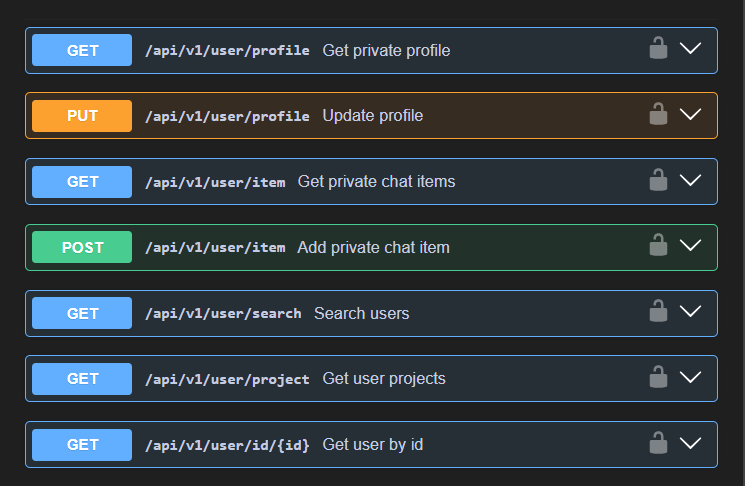 GET /api/v1/user/profile Get private profile
PUT /api/v1/user/profile Update profile
GET /api/v1/user/item Get private chat items
POST /api/v1/user/item Add private chat item
GET /api/v1/user/search Search users
GET /api/v1/user/project Get user projects
GET /api/v1/user/id/{id} Get user by id